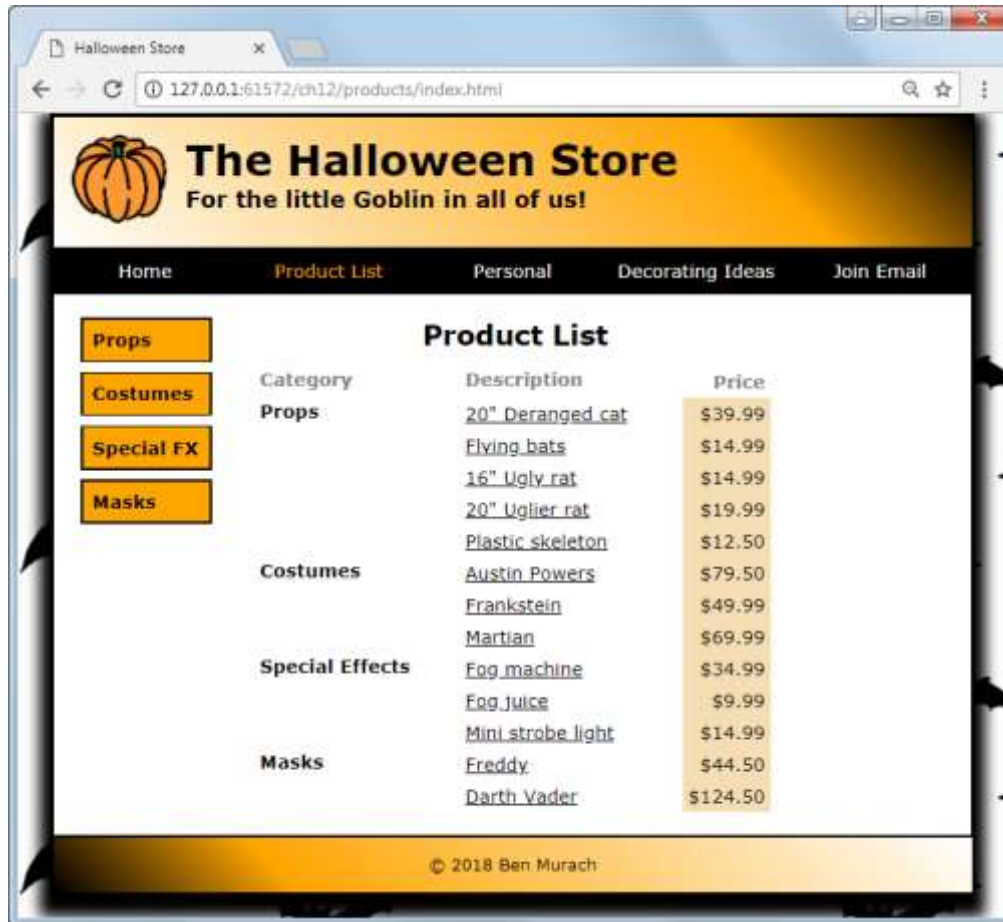 Halloween Store
127.0.0.1:61572/ch12/products/index.html
The Halloween Store
For the little Goblin in all of us!
Home Product List Personal Decorating Ideas Join Email
Props
Costumes
Special FX
Masks
Product List
Category Description Price
Props 20" Deranged cat $39.99
Flying bats $14.99
16" Ugly rat $14.99
20" Uglier rat $19.99
Plastic skeleton $12.50
Costumes Austin Powers $79.50
Frankstein $49.99
Martian $69.99
Special Effects Fog machine $34.99
Fog juice $9.99
Mini strobe light $14.99
Masks Freddy $44.50
Darth Vader $124.50
© 2018 Ben Murach